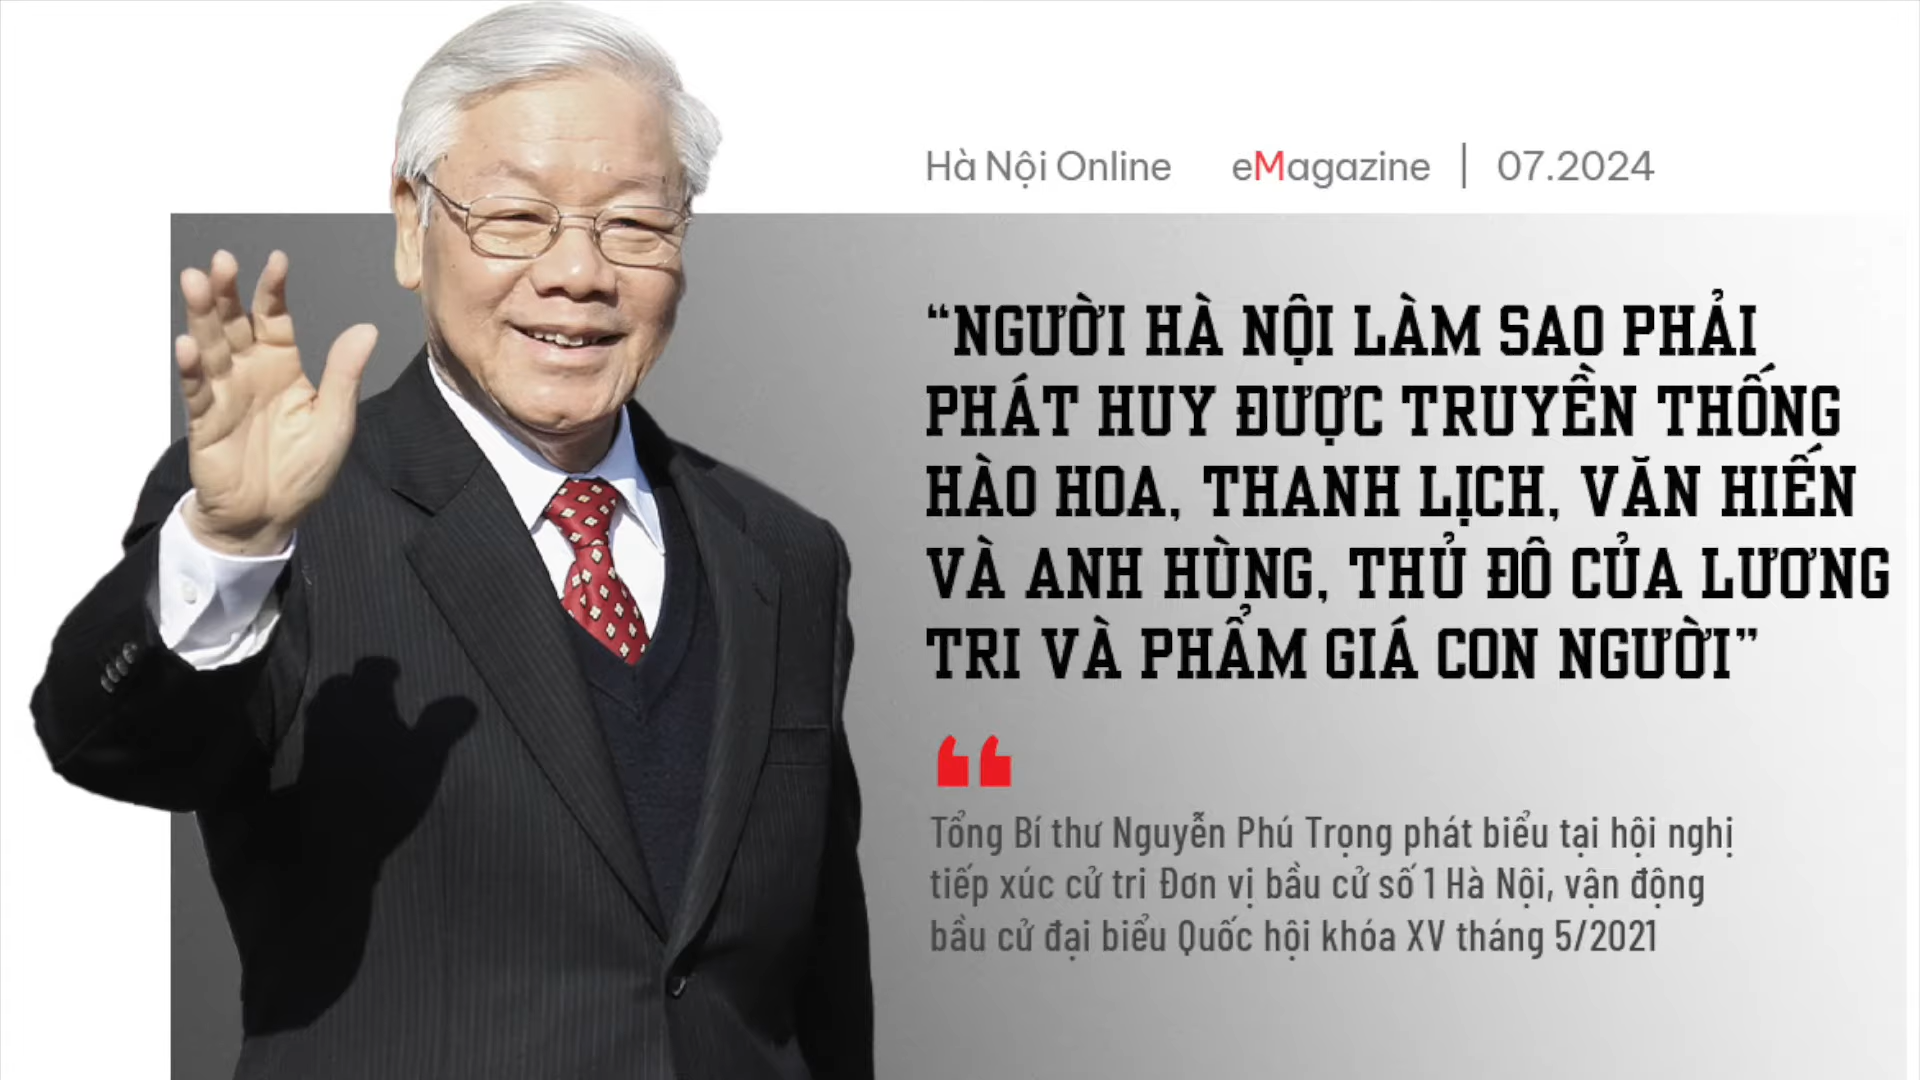 Hà Nội Online eMagazine | 07.2024
“NGƯỜI HÀ NỘI LÀM SAO PHẢI
PHÁT HUY ĐƯỢC TRUYỀN THỐNG
HÀO HOA, THANH LỊCH, VĂN HIẾN
VÀ ANH HÙNG, THỦ ĐÔ CỦA LƯƠNG
TRI VÀ PHẨM GIÁ CON NGƯỜI”
“
Tổng Bí thư Nguyễn Phú Trọng phát biểu tại hội nghị
tiếp xúc cử tri Đơn vị bầu cử số 1 Hà Nội, vận động
bầu cử đại biểu Quốc hội khóa XV tháng 5/2021